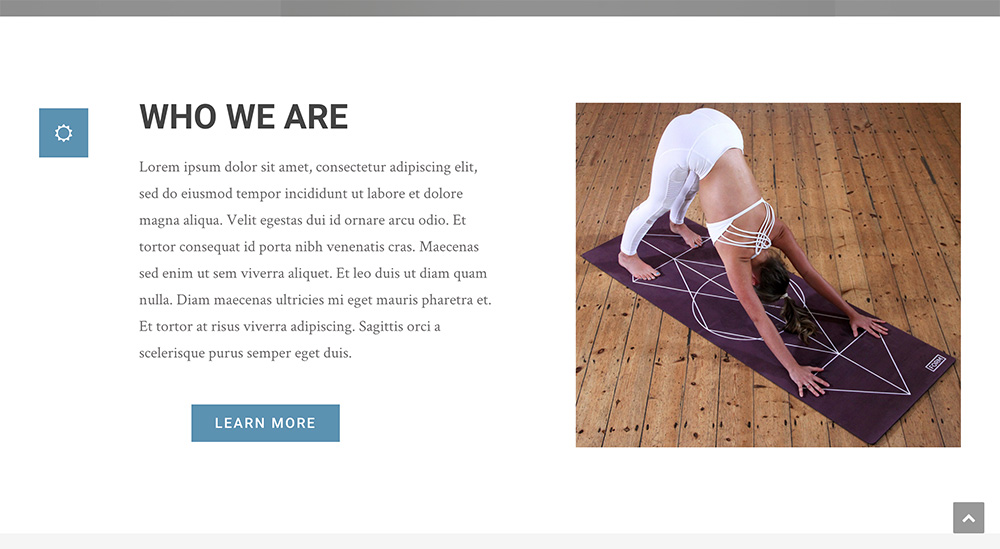 WHO WE ARE
Lorem ipsum dolor sit amet, consectetur adipiscing elit,
sed do eiusmod tempor incididunt ut labore et dolore
magna aliqua. Velit egestas dui id ornare arcu odio. Et
tortor consequat id porta nibh venenatis cras. Maecenas
sed enim ut sem viverra aliquet. Et leo duis ut diam quam
nulla. Diam maecenas ultricies mi eget mauris pharetra et.
Et tortor at risus viverra adipiscing. Sagittis orci a
scelerisque purus semper eget duis.
LEARN MORE
FORM